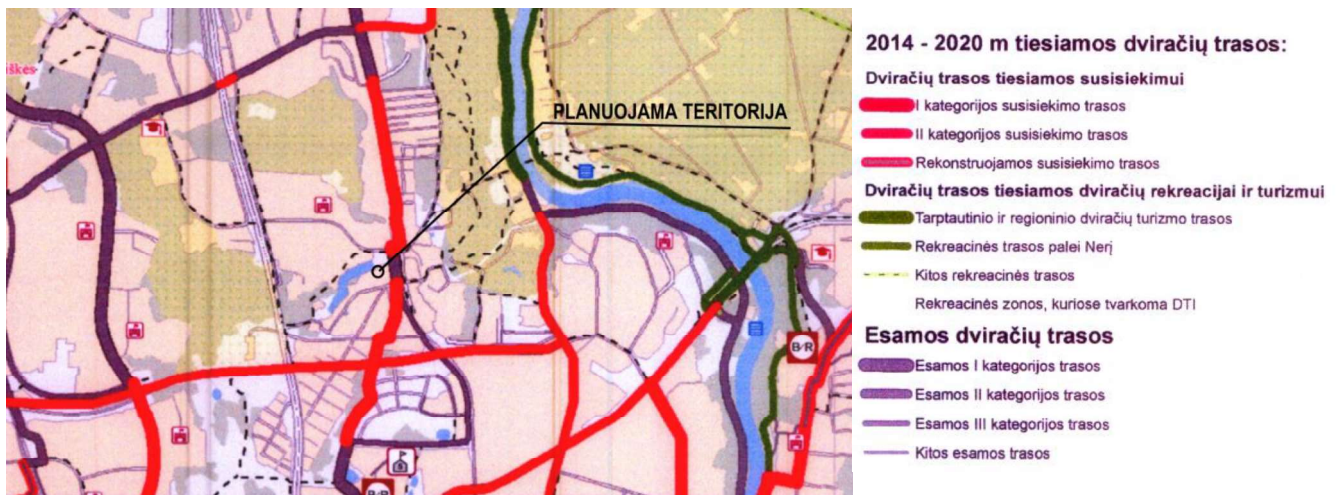 iškės
PLANUOJAMA TERITORIJA
B/R
B/R
2014 - 2020 m tiesiamos dviračių trasos:
Dviračių trasos tiesiamos susisiekimui
I kategorijos susisiekimo trasos
II kategorijos susisiekimo trasos
Rekonstruojamos susisiekimo trasos
Dviračių trasos tiesiamos dviračių rekreacijai ir turizmui
Tarptautinio ir regioninio dviračių turizmo trasos
Rekreacinės trasos palei Nerį
Kitos rekreacinės trasos
Rekreacinės zonos, kuriose tvarkoma DTI
Esamos dviračių trasos
Esamos I kategorijos trasos
Esamos II kategorijos trasos
Esamos III kategorijos trasos
Kitos esamos trasos